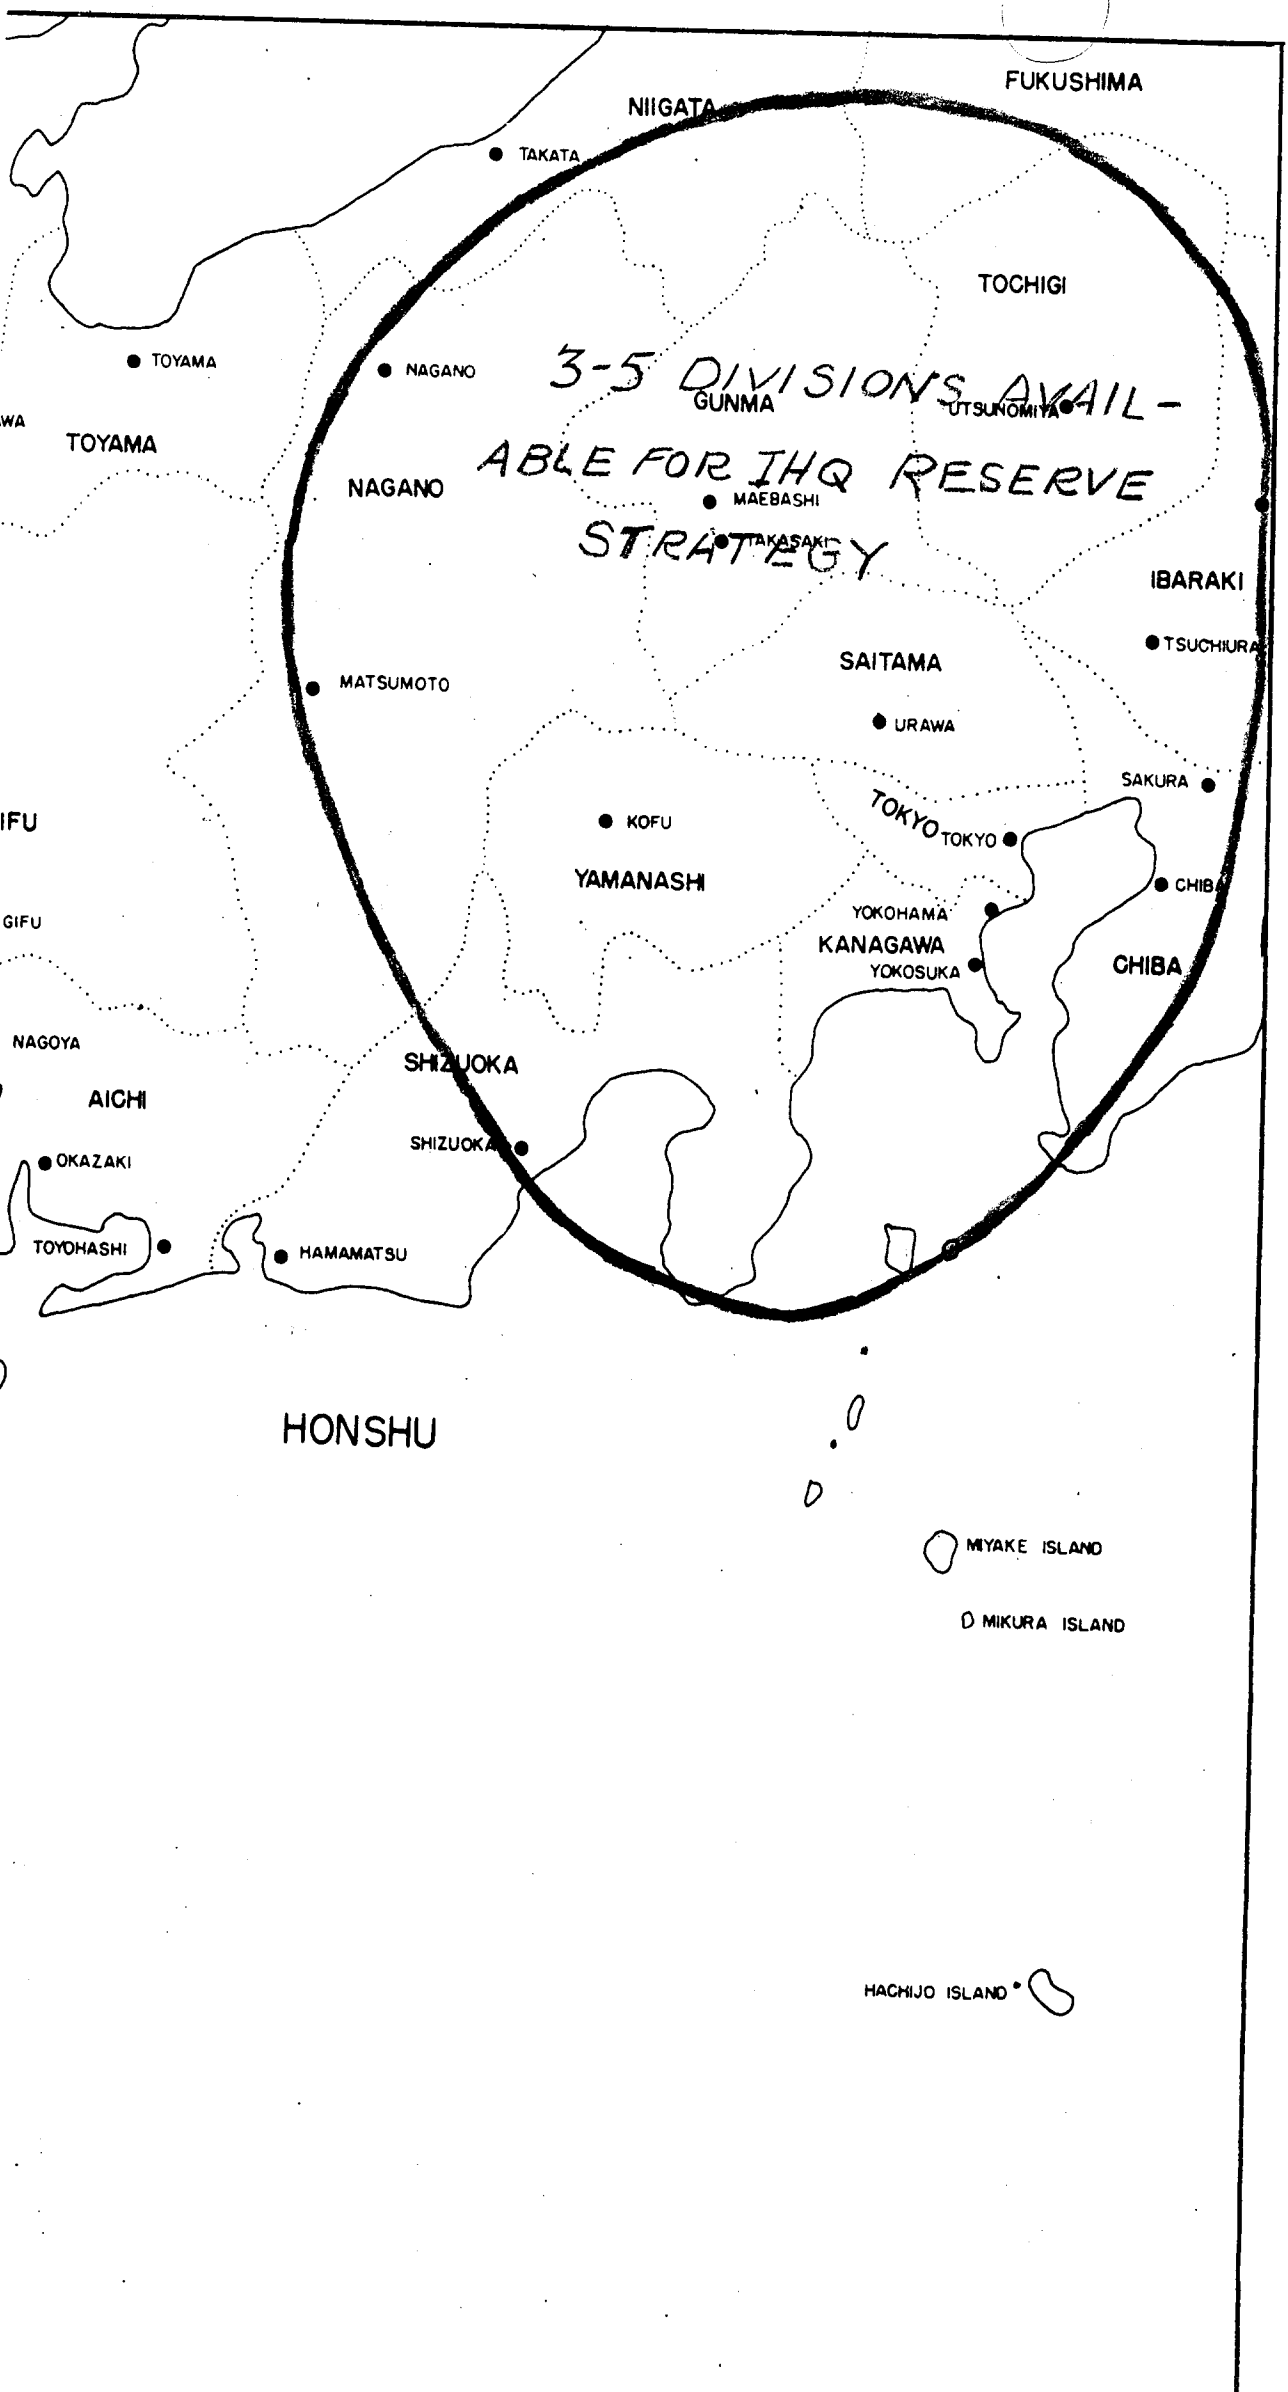 FUKUSHIMA
NIIGATA
TAKATA
TOCHIGI
TOYAMA
NAGANO
3-5 DIVISIONS AVAIL-
GUNMA
UTSUNOMIYA
WA
TOYAMA
ABLE FOR IHQ RESERVE
NAGANO
MAEBASHI
STRATEGY
TAKASAKI
IBARAKI
TSUCHIURA
SAITAMA
MATSUMOTO
URAWA
SAKURA
TOKYO
TOKYO
IFU
KOFU
YAMANASHI
CHIBA
YOKOHAMA
GIFU
KANAGAWA
CHIBA
YOKOSUKA
NAGOYA
SHIZUOKA
AICHI
SHIZUOKA
OKAZAKI
TOYOHASHI
HAMAMATSU
HONSHU
MIYAKE ISLAND
MIKURA ISLAND
HACHIJO ISLAND